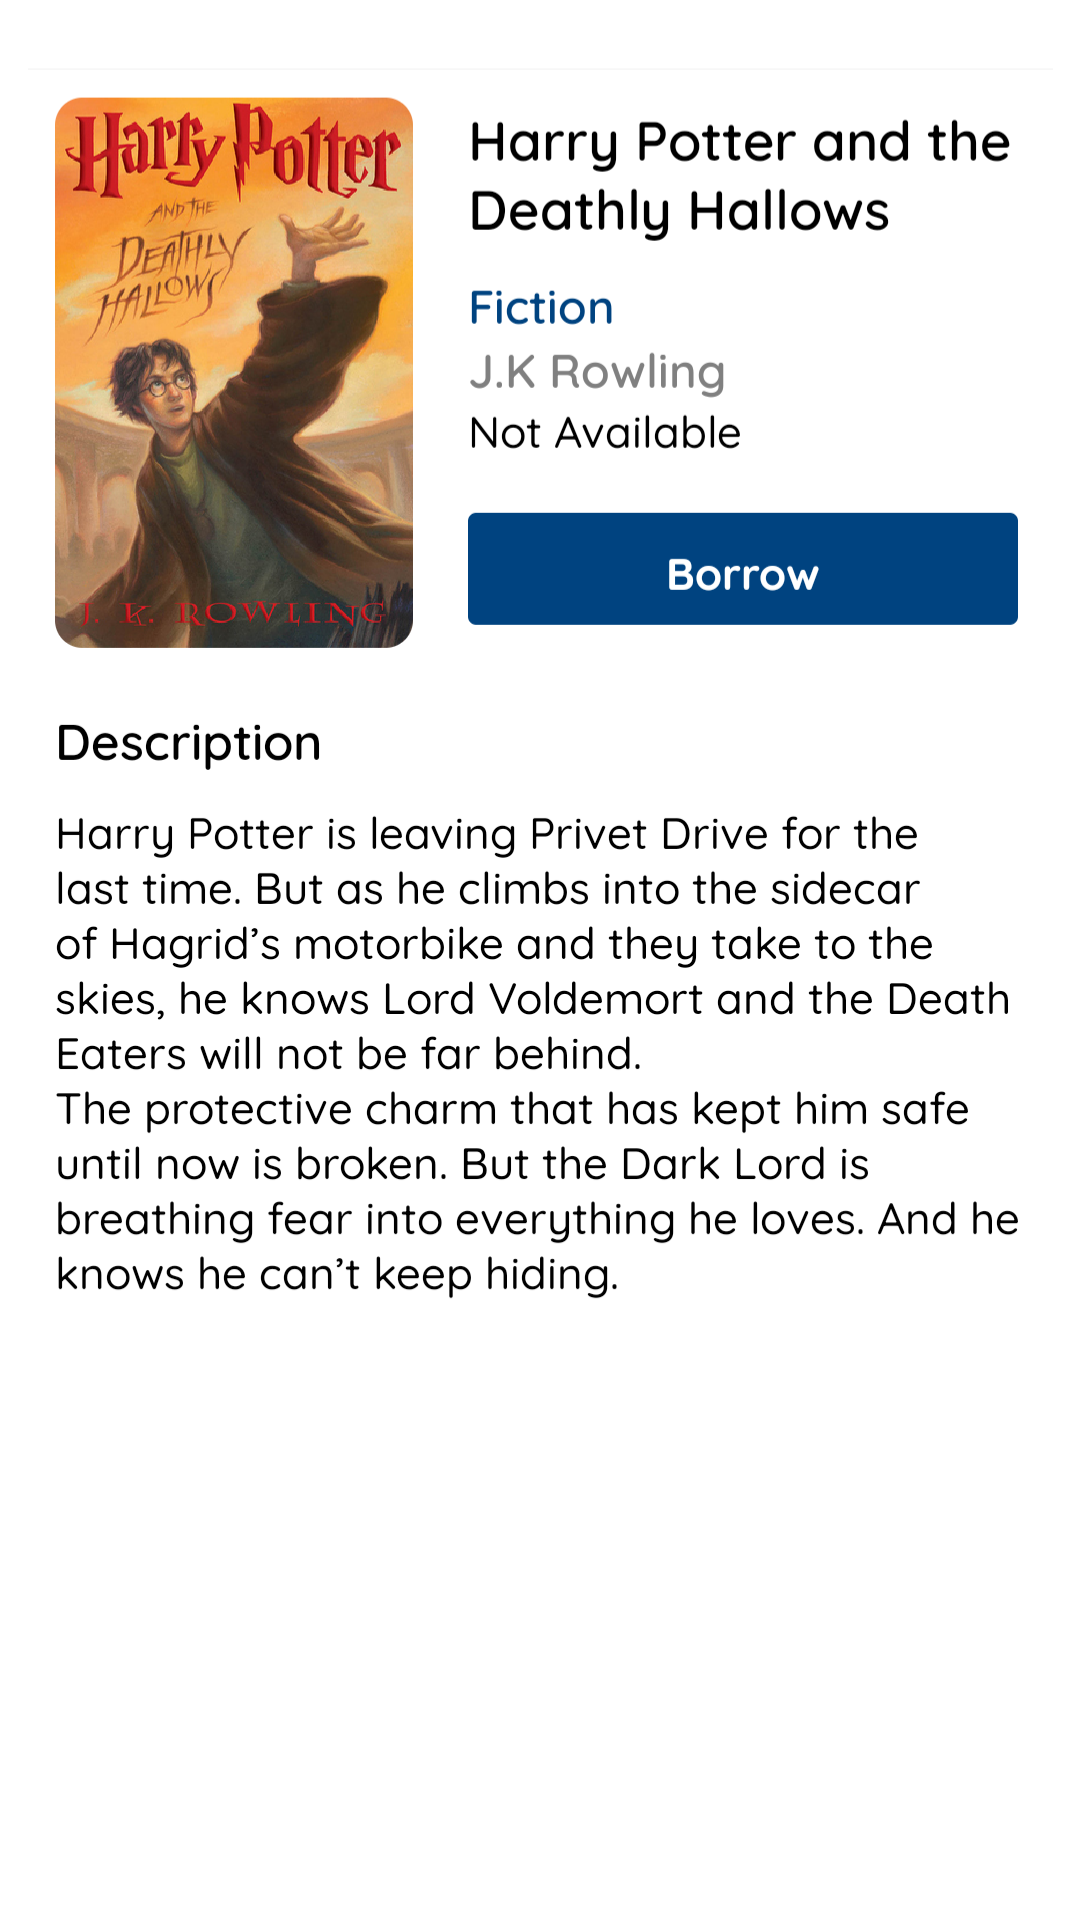 Harry Potter
AND THE
DEATHLY
HALLOWS
J. K. ROWLING
Harry Potter and the
Deathly Hallows
Fiction
J.K Rowling
Not Available
Borrow
Description
Harry Potter is leaving Privet Drive for the
last time. But as he climbs into the sidecar
of Hagrid’s motorbike and they take to the
skies, he knows Lord Voldemort and the Death
Eaters will not be far behind.
The protective charm that has kept him safe
until now is broken. But the Dark Lord is
breathing fear into everything he loves. And he
knows he can’t keep hiding.